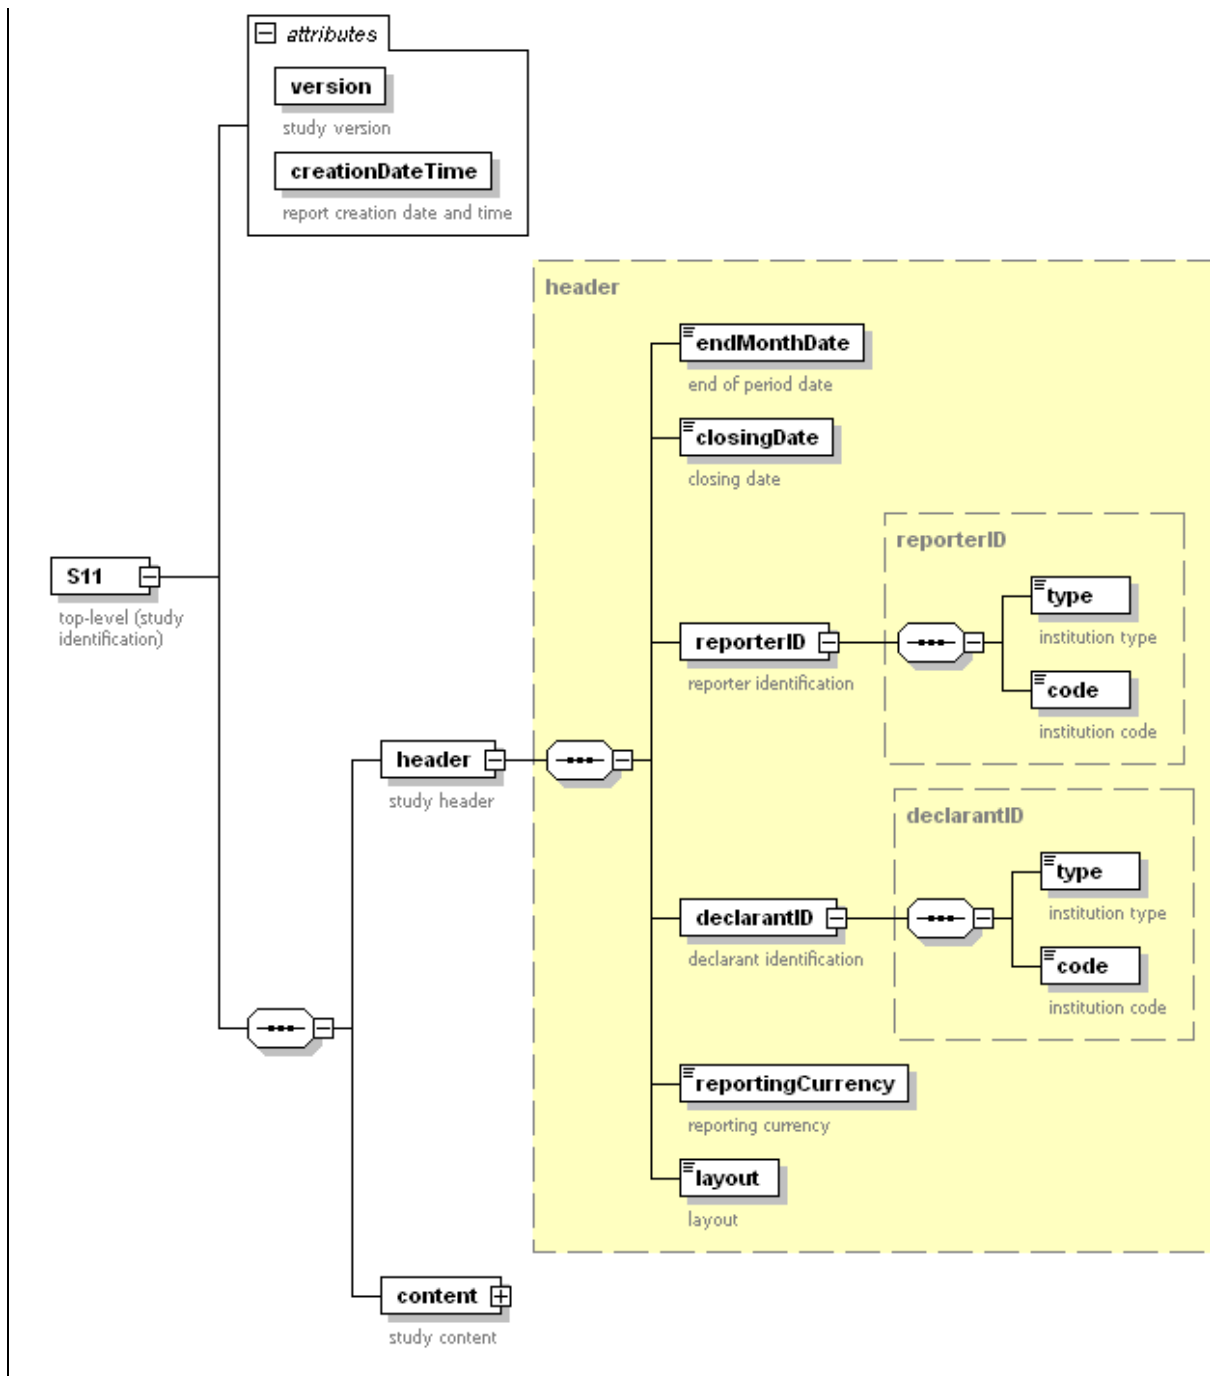 attributes
version
study version
creationDateTime
report creation date and time
header
endMonthDate
end of period date
closingDate
closing date
reporterID
type
institution type
reporterID
reporter identification
code
institution code
S11
top-level (study
identification)
header
study header
declarantID
type
institution type
declarantID
declarant identification
code
institution code
reportingCurrency
reporting currency
layout
layout
content
study content